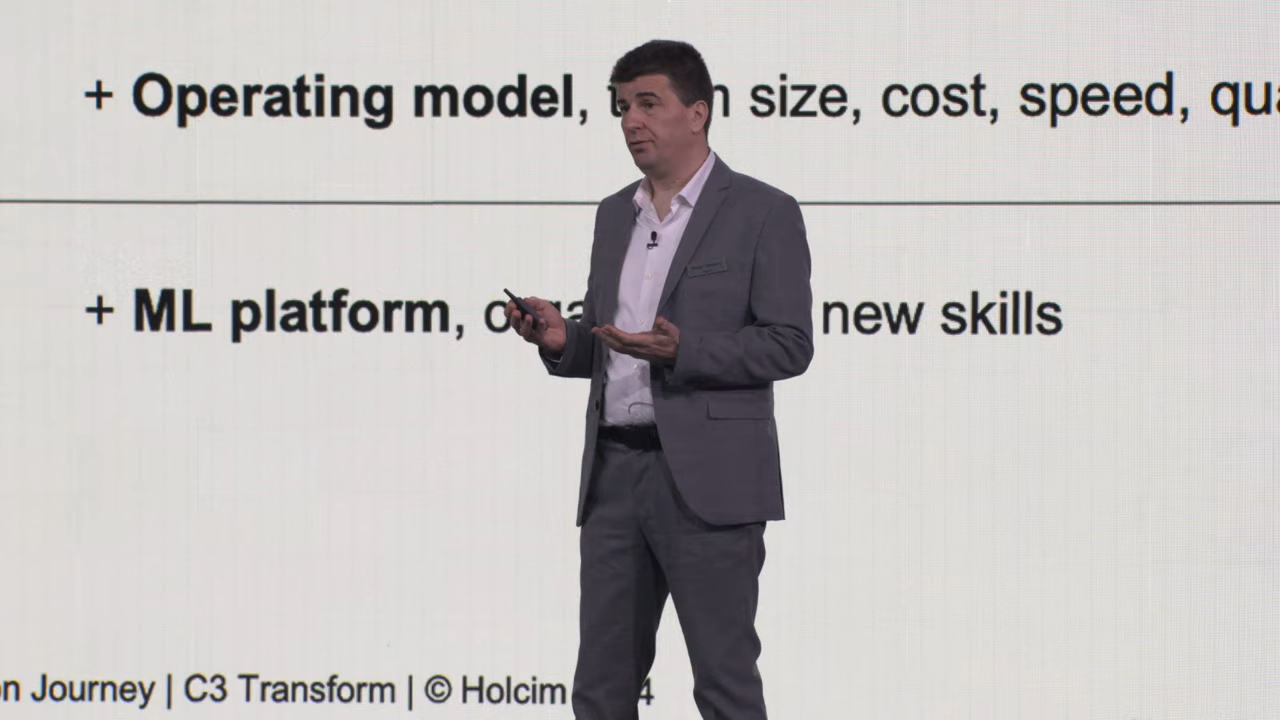 + Operating model, size, cost, speed,
+ ML platform, new skills
Journey | C3 Transform | © Holcim